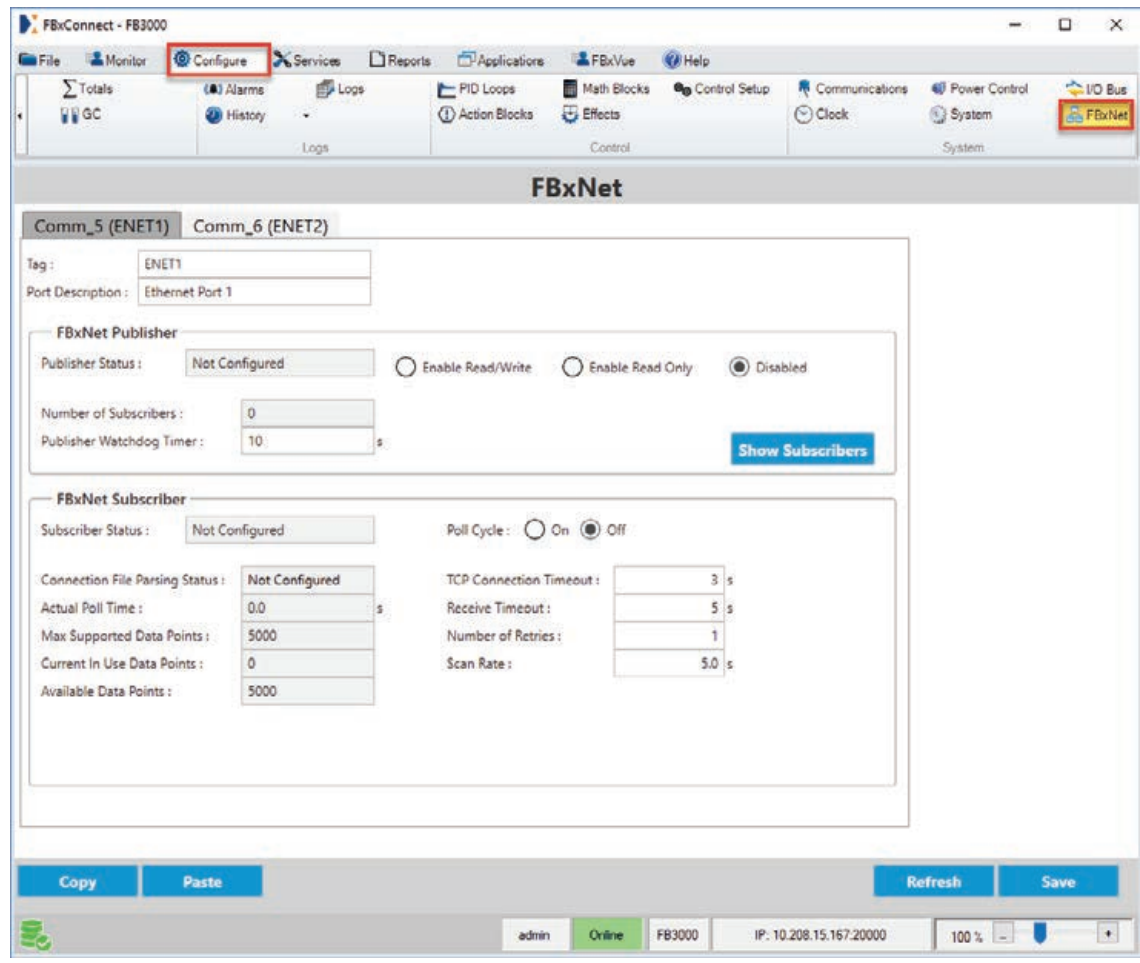 FBxConnect - FB3000
File Monitor Configure Services Reports Applications FBxVue Help
Totals Alarms Logs PID Loops Math Blocks Control Setup Communications Power Control I/O Bus
GC History Action Blocks Effects Clock System FBxNet
Logs Control System
FBxNet
Comm_5 (ENET1) Comm_6 (ENET2)
Tag : ENET1
Port Description : Ethernet Port 1
FBxNet Publisher
Publisher Status : Not Configured Enable Read/Write Enable Read Only Disabled
Number of Subscribers : 0
Publisher Watchdog Timer : 10 s
Show Subscribers
FBxNet Subscriber
Subscriber Status : Not Configured Poll Cycle : On Off
Connection File Parsing Status : Not Configured TCP Connection Timeout : 3 s
Actual Poll Time : 0.0 s Receive Timeout : 5 s
Max Supported Data Points : 5000 Number of Retries : 1
Current In Use Data Points : 0 Scan Rate : 5.0 s
Available Data Points : 5000
Copy Paste Refresh Save
admin Online FB3000 IP: 10.208.15.167:20000 100 % - +